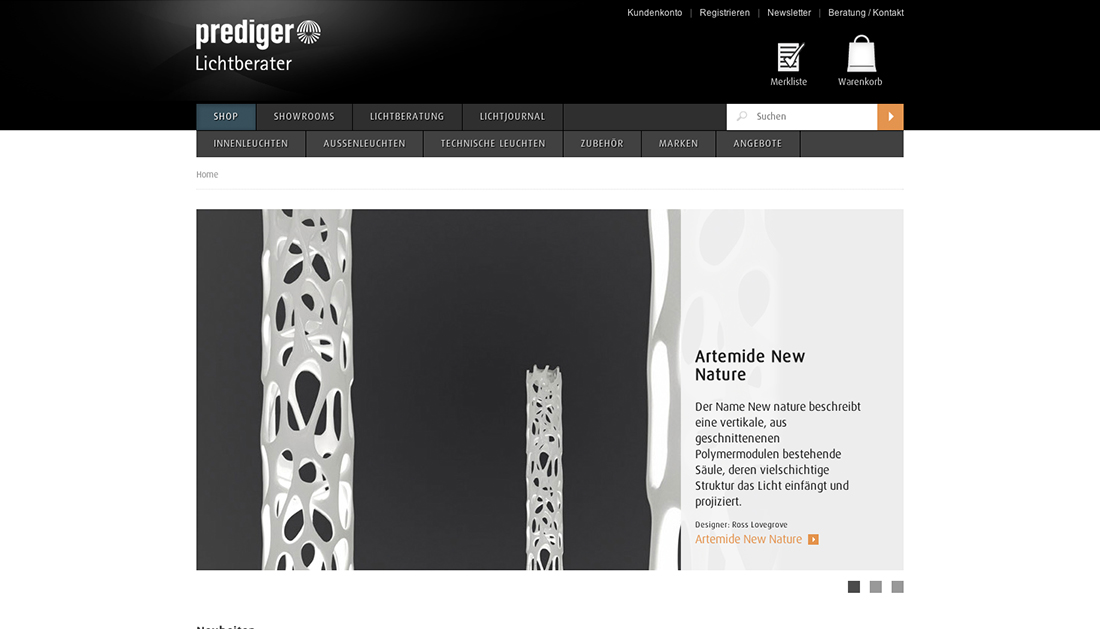 Kundenkonto | Registrieren | Newsletter | Beratung / Kontakt
prediger
Lichtberater
Merkliste
Warenkorb
SHOP
SHOWROOMS
LICHTBERATUNG
LICHTJOURNAL
Suchen
INNENLEUCHTEN
AUSSENLEUCHTEN
TECHNISCHE LEUCHTEN
ZUBEHÖR
MARKEN
ANGEBOTE
Home
Artemide New
Nature
Der Name New nature beschreibt
eine vertikale, aus
geschnittenenen
Polymermodulen bestehende
Säule, deren vielschichtige
Struktur das Licht einfängt und
projiziert.
Designer: Ross Lovegrove
Artemide New Nature